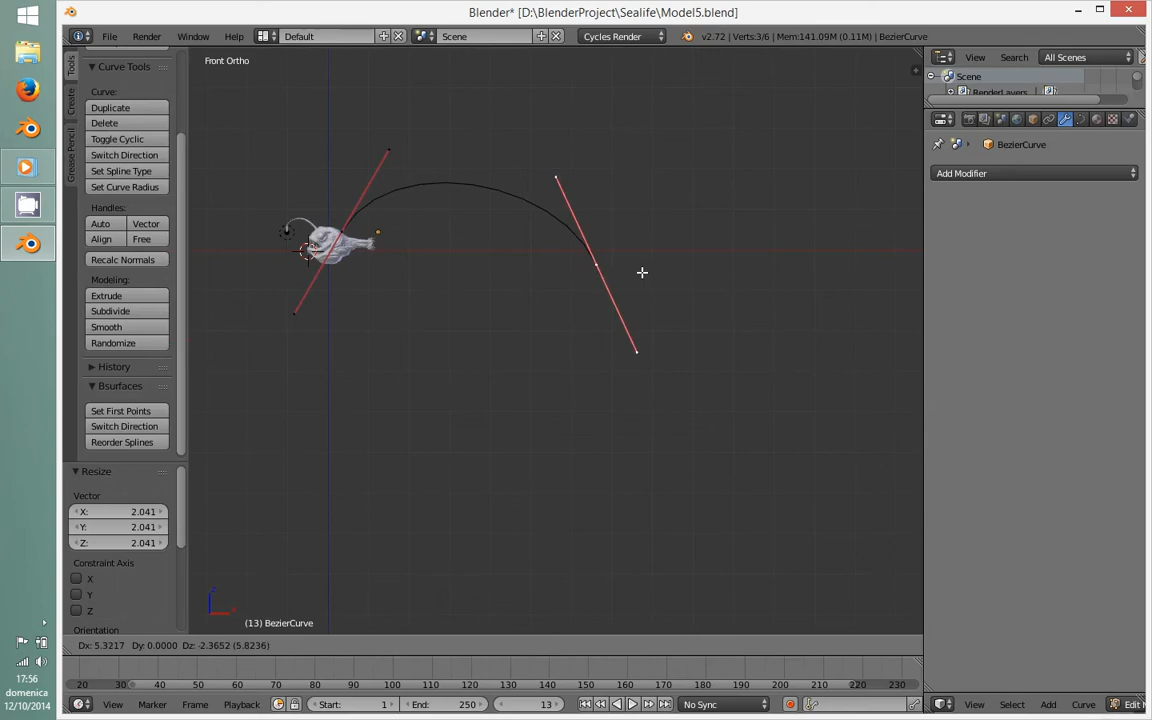 Blender* [D:\BlenderProject\Sealife\Model5.blend]
File Render Window Help Default Scene Cycles Render v2.72 | Verts:3/6 | Mem:141.09M (0.11M) | BezierCurve
View Search All Scenes
Scene
RenderLayers
BezierCurve
Add Modifier
Tools
Create
Grease Pencil
Curve Tools
Curve:
Duplicate
Delete
Toggle Cyclic
Switch Direction
Set Spline Type
Set Curve Radius
Handles:
Auto Vector
Align Free
Recalc Normals
Modeling:
Extrude
Subdivide
Smooth
Randomize
History
Bsurfaces
Set First Points
Switch Direction
Reorder Splines
Resize
Vector
X: 2.041
Y: 2.041
Z: 2.041
Constraint Axis
X
Y
Z
Orientation
Front Ortho
(13) BezierCurve
Dx: 5.3217 Dy: 0.0000 Dz: -2.3652 (5.8236)
20 30 40 50 60 70 80 90 100 110 120 130 140 150 160 170 180 190 200 210 220 230
View Marker Frame Playback Start: 1 End: 250 13 No Sync
View Select Add Curve Edit
17:56
domenica
12/10/2014